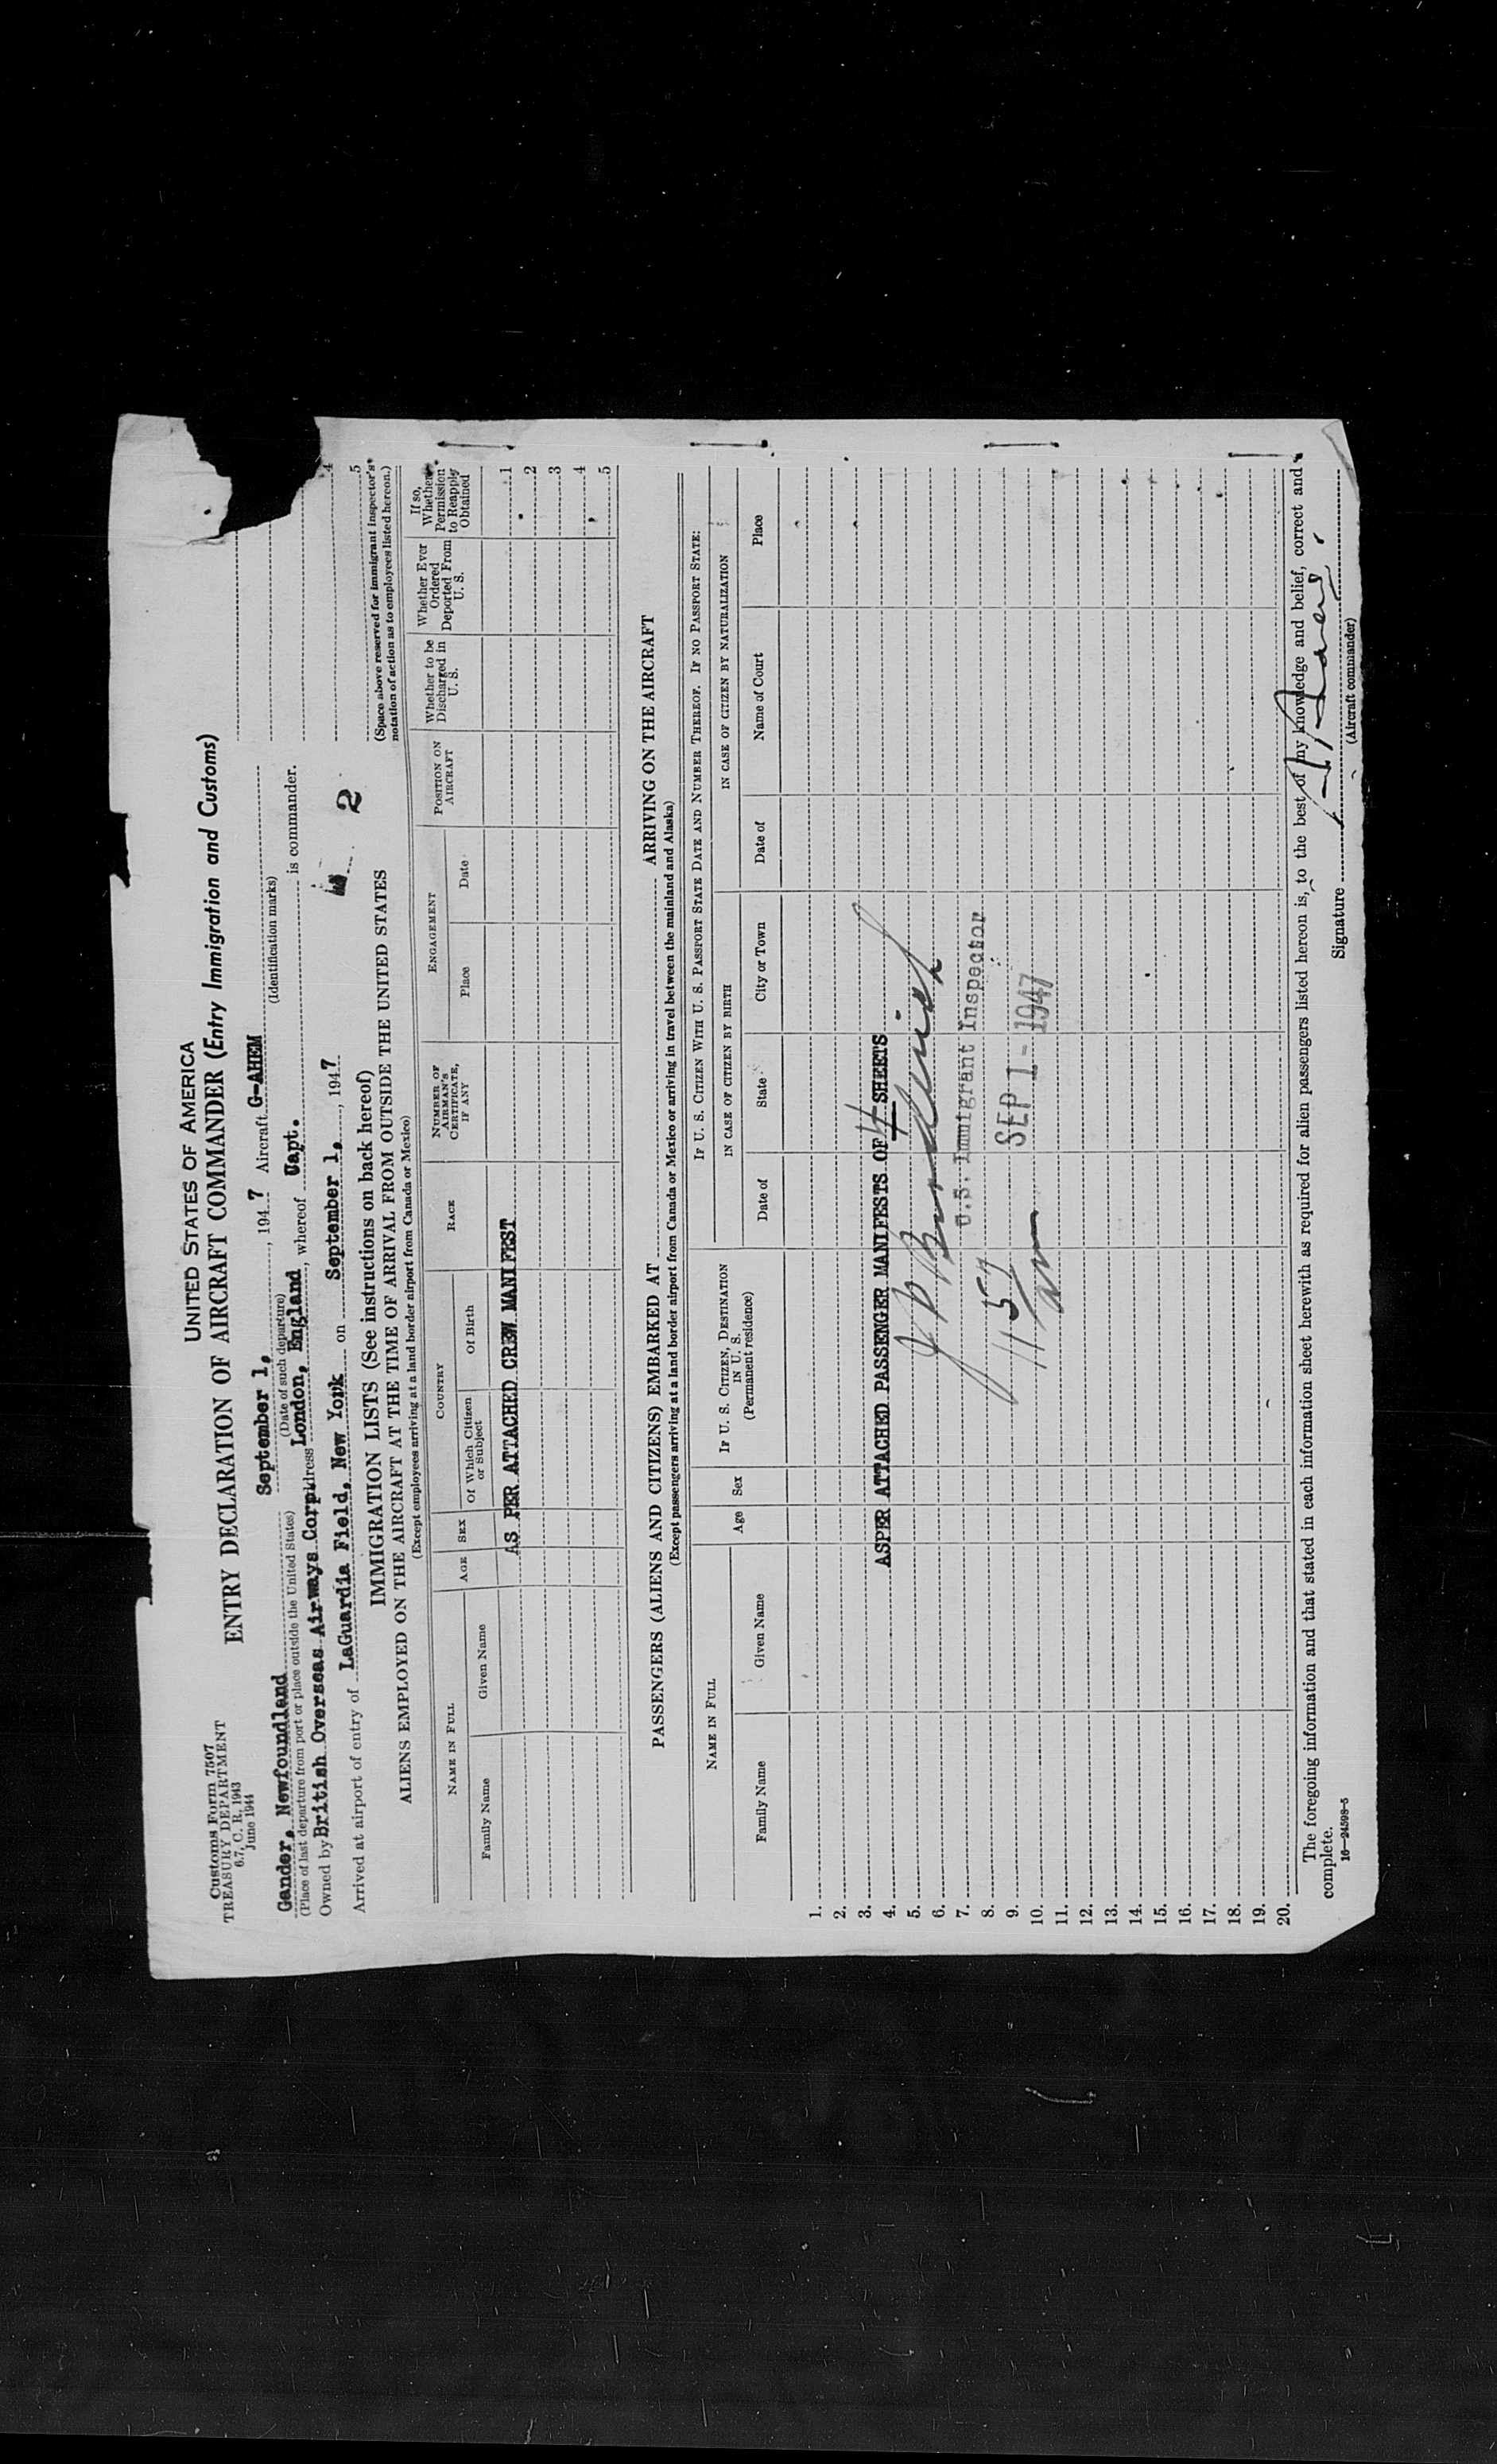 Customs Form 7507
TREASURY DEPARTMENT
6.7, C. R. 1943
June 1944
UNITED STATES OF AMERICA
ENTRY DECLARATION OF AIRCRAFT COMMANDER (Entry Immigration and Customs)
Gander, Newfoundland September 1, , 1947 Aircraft G-AHEM
(Place of last departure from port or place outside the United States) (Date of such departure) (Identification marks)
Owned by British Overseas Airways Corp. Address London, England, whereof Capt. is commander.
Arrived at airport of entry of LaGuardia Field, New York on September 1, , 1947
2
4
5
(Space above reserved for immigrant inspector's notation of action as to employees listed hereon.)
IMMIGRATION LISTS (See instructions on back hereof)
ALIENS EMPLOYED ON THE AIRCRAFT AT THE TIME OF ARRIVAL FROM OUTSIDE THE UNITED STATES
(Except employees arriving at a land border airport from Canada or Mexico)
NAME IN FULL
Family Name
Given Name
AGE
SEX
COUNTRY
Of Which Citizen or Subject
Of Birth
RACE
NUMBER OF AIRMAN'S CERTIFICATE, IF ANY
ENGAGEMENT
Place
Date
POSITION ON AIRCRAFT
Whether to be Discharged in U. S.
Whether Ever Ordered Deported From U. S.
If so, Whether Permission to Reapply Obtained
AS PER ATTACHED CREW MANIFEST
1
2
3
4
5
PASSENGERS (ALIENS AND CITIZENS) EMBARKED AT ARRIVING ON THE AIRCRAFT
(Except passengers arriving at a land border airport from Canada or Mexico or arriving in travel between the mainland and Alaska)
NAME IN FULL
Family Name
Given Name
Age
Sex
IF U. S. CITIZEN, DESTINATION IN U. S.
(Permanent residence)
IF U. S. CITIZEN WITH U. S. PASSPORT STATE DATE AND NUMBER THEREOF. IF NO PASSPORT STATE:
IN CASE OF CITIZEN BY BIRTH
IN CASE OF CITIZEN BY NATURALIZATION
Date of
State
City or Town
Date of
Name of Court
Place
1.
2.
3.
4. ASPER ATTACHED PASSENGER MANIFESTS OF 4 SHEETS
5.
6.
7. U.S. Immigrant Inspector
8.
9. SEP 1 - 1947
10.
11.
12.
13.
14.
15.
16.
17.
18.
19.
20.
The foregoing information and that stated in each information sheet herewith as required for alien passengers listed hereon is, to the best of my knowledge and belief, correct and
complete.
16—24598-5
Signature
(Aircraft commander)